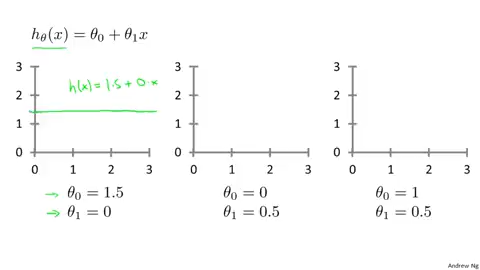 h_θ(x) = θ₀ + θ₁x
3 3 3
h(x) = 1.5 + 0·x
2 2 2
1 1 1
0 0 0
0 1 2 3 0 1 2 3 0 1 2 3
→ θ₀ = 1.5 θ₀ = 0 θ₀ = 1
→ θ₁ = 0 θ₁ = 0.5 θ₁ = 0.5
Andrew Ng